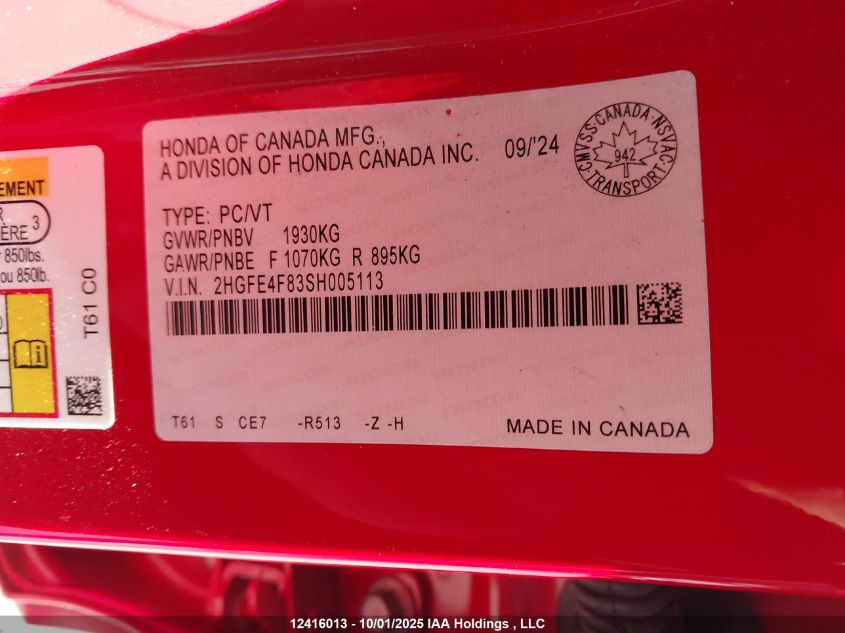 EMENT
3
ERE
850lbs.
ou 850lb.
T61 C0
HONDA OF CANADA MFG.,
A DIVISION OF HONDA CANADA INC. 09/'24
CMVSS·CANADA·NSVAC·TRANSPORT
942
TYPE: PC/VT
GVWR/PNBV 1930KG
GAWR/PNBE F 1070KG R 895KG
V.I.N. 2HGFE4F83SH005113
T61 S CE7 -R513 -Z -H
MADE IN CANADA
12416013 - 10/01/2025 IAA Holdings , LLC